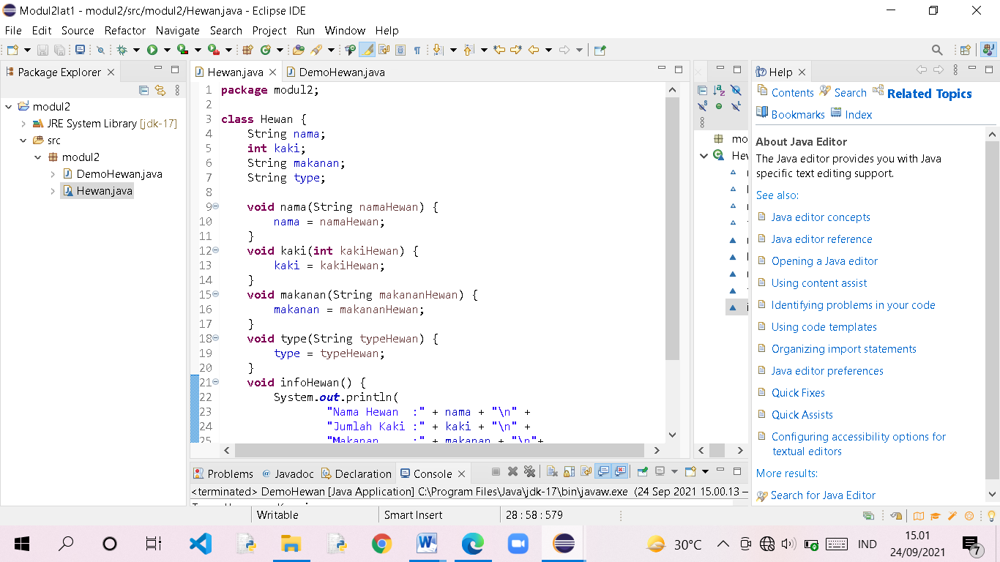 Modul2lat1 - modul2/src/modul2/Hewan.java - Eclipse IDE
File Edit Source Refactor Navigate Search Project Run Window Help
Package Explorer
modul2
JRE System Library [jdk-17]
src
modul2
DemoHewan.java
Hewan.java
Hewan.java DemoHewan.java
1 package modul2;
2
3 class Hewan {
4 String nama;
5 int kaki;
6 String makanan;
7 String type;
8
9 void nama(String namaHewan) {
10 nama = namaHewan;
11 }
12 void kaki(int kakiHewan) {
13 kaki = kakiHewan;
14 }
15 void makanan(String makananHewan) {
16 makanan = makananHewan;
17 }
18 void type(String typeHewan) {
19 type = typeHewan;
20 }
21 void infoHewan() {
22 System.out.println(
23 "Nama Hewan  :" + nama + "\n" +
24 "Jumlah Kaki :" + kaki + "\n" +
25 "Makanan     :" + makanan + "\n"+
mo
Hew
Help
Contents Search Related Topics
Bookmarks Index
About Java Editor
The Java editor provides you with Java
specific text editing support.
See also:
Java editor concepts
Java editor reference
Opening a Java editor
Using content assist
Identifying problems in your code
Using code templates
Organizing import statements
Java editor preferences
Quick Fixes
Quick Assists
Configuring accessibility options for
textual editors
More results:
Search for Java Editor
Problems Javadoc Declaration Console
<terminated> DemoHewan [Java Application] C:\Program Files\Java\jdk-17\bin\javaw.exe (24 Sep 2021 15.00.13 –
Writable Smart Insert 28 : 58 : 579
30°C IND
15.01
24/09/2021
7